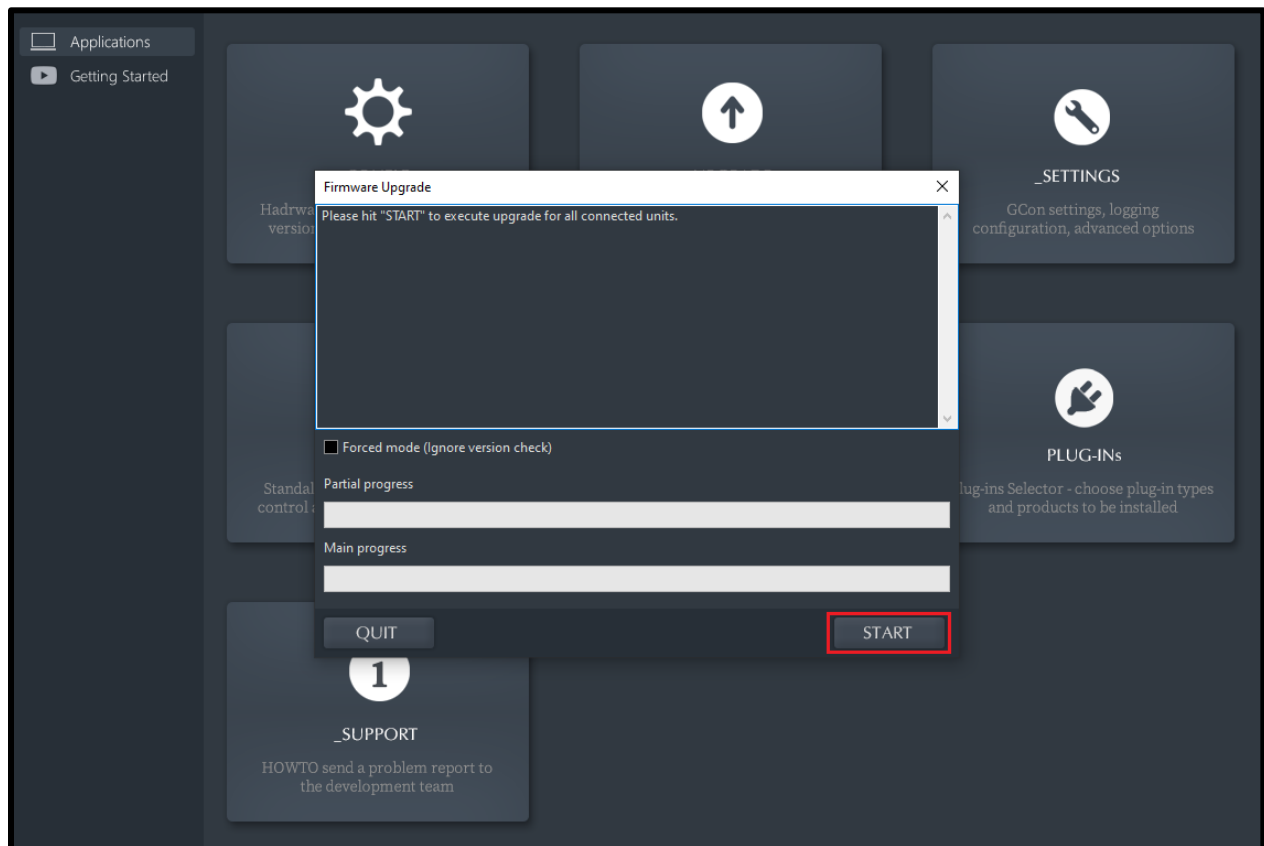 Applications
Getting Started
_SETTINGS
GCon settings, logging
configuration, advanced options
Firmware Upgrade
Hadrwa
version
Please hit "START" to execute upgrade for all connected units.
Forced mode (Ignore version check)
Partial progress
Main progress
QUIT
START
Standal
control
PLUG-INs
lug-ins Selector - choose plug-in types
and products to be installed
1
_SUPPORT
HOWTO send a problem report to
the development team